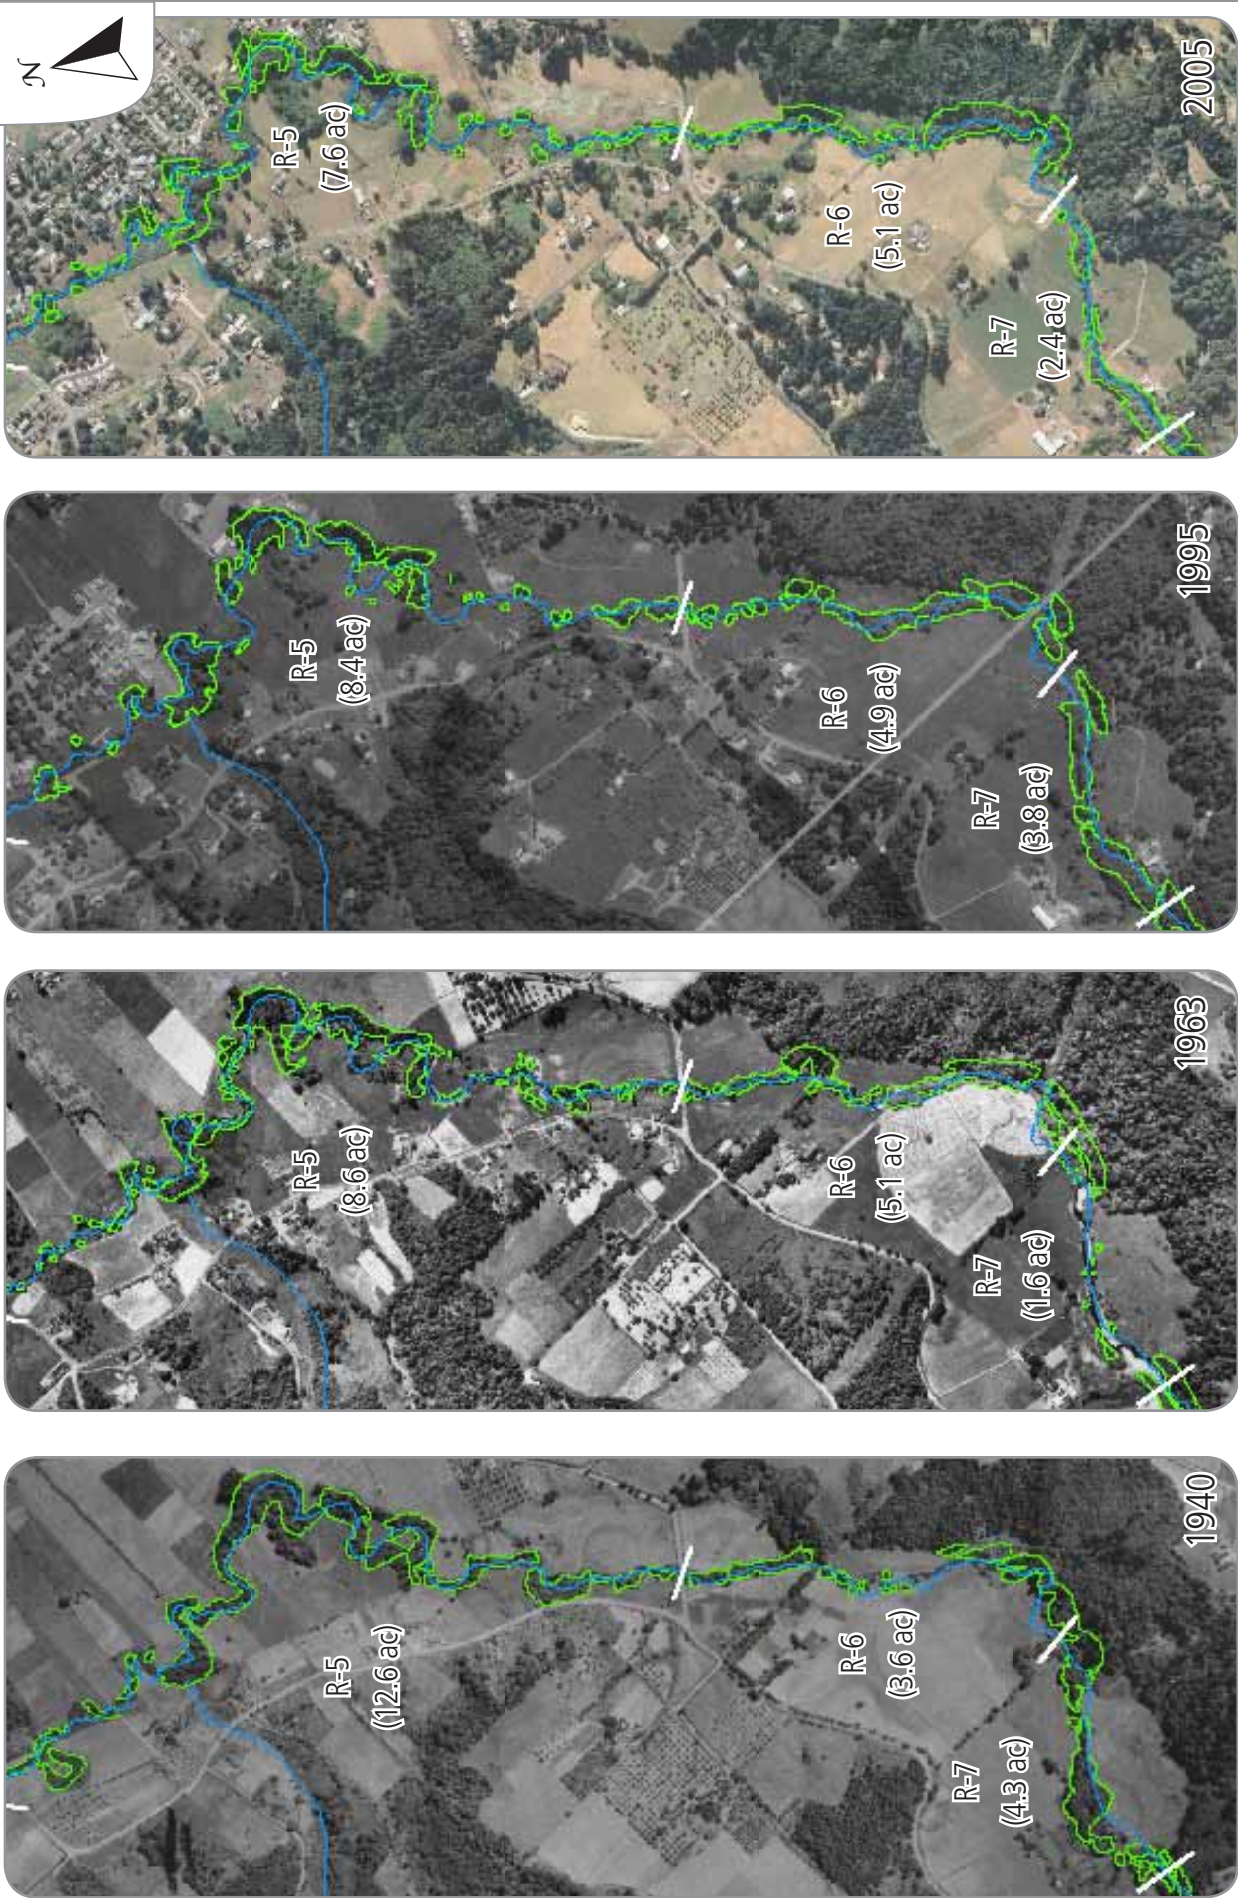 N
2005
R-5
(7.6 ac)
R-6
(5.1 ac)
R-7
(2.4 ac)
1995
R-5
(8.4 ac)
R-6
(4.9 ac)
R-7
(3.8 ac)
1963
R-5
(8.6 ac)
R-6
(5.1 ac)
R-7
(1.6 ac)
1940
R-5
(12.6 ac)
R-6
(3.6 ac)
R-7
(4.3 ac)